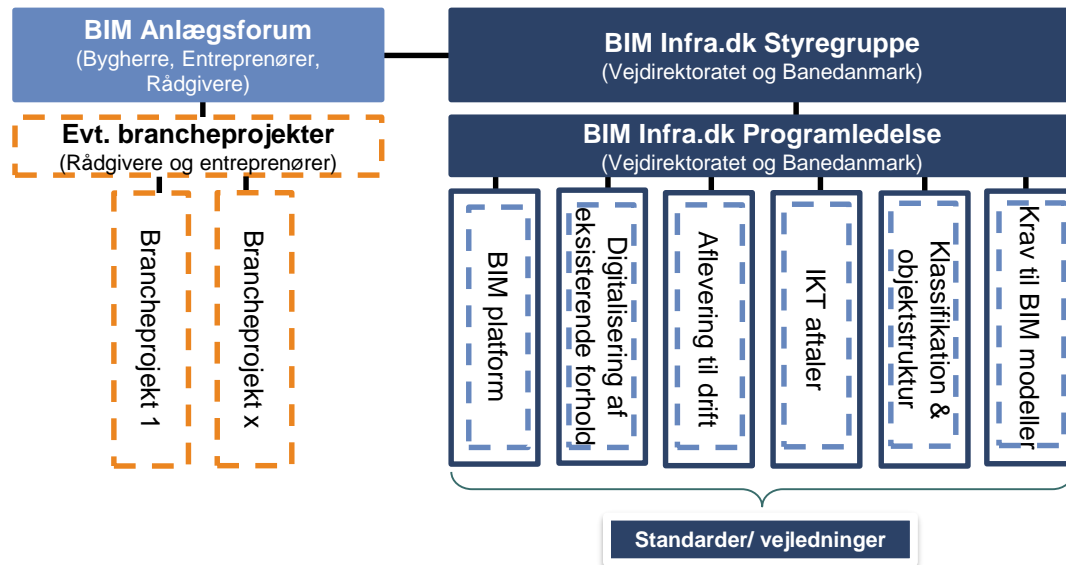 BIM Anlægsforum
(Bygherre, Entreprenører,
Rådgivere)
BIM Infra.dk Styregruppe
(Vejdirektoratet og Banedanmark)
Evt. brancheprojekter
(Rådgivere og entreprenører)
BIM Infra.dk Programledelse
(Vejdirektoratet og Banedanmark)
Brancheprojekt 1
Brancheprojekt x
BIM platform
Digitalisering af
eksisterende forhold
Aflevering til drift
IKT aftaler
Klassifikation &
objektstruktur
Krav til BIM modeller
Standarder/ vejledninger